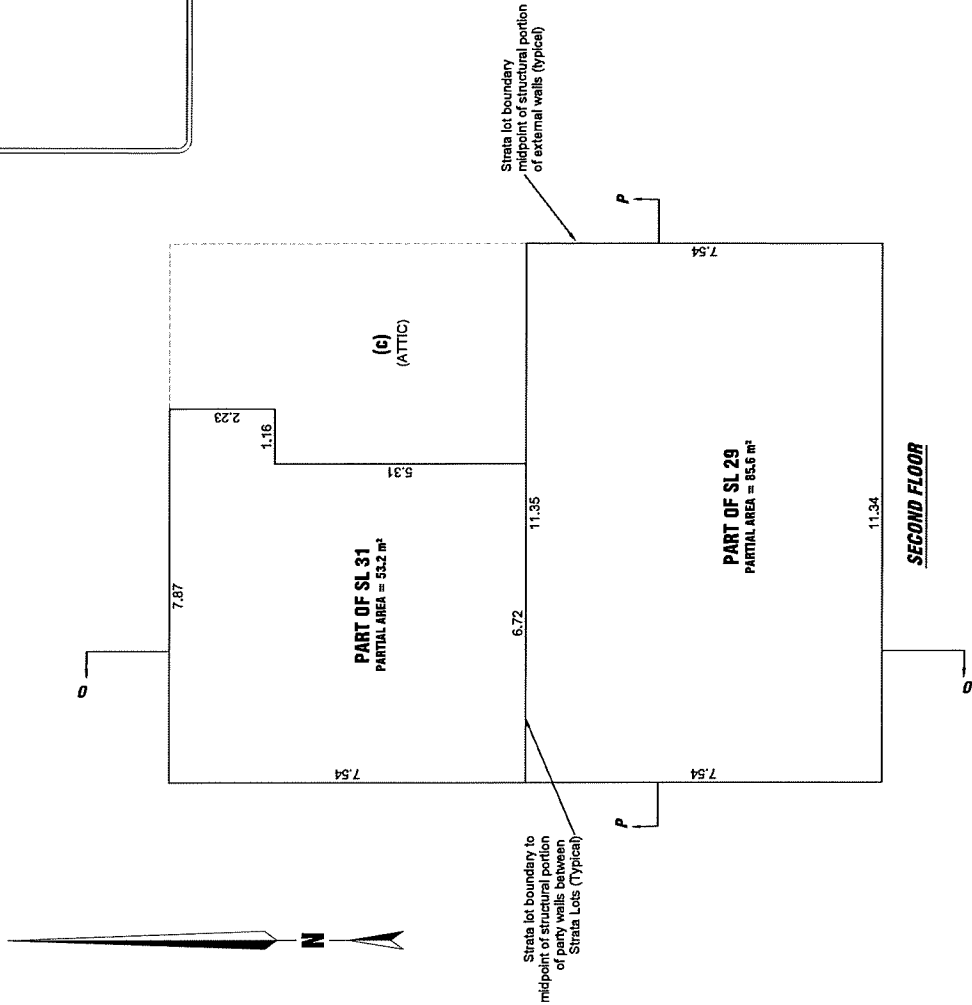 Strata lot boundary
midpoint of structural portion
of external walls (typical)
P
7.54
(c)
(ATTIC)
2.23
1.16
5.31
7.87
PART OF SL 31
PARTIAL AREA = 53.2 m²
11.35
6.72
PART OF SL 29
PARTIAL AREA = 85.6 m²
11.34
SECOND FLOOR
O
O
7.54
7.54
P
Strata lot boundary to
midpoint of structural portion
of party walls between
Strata Lots (Typical)
N